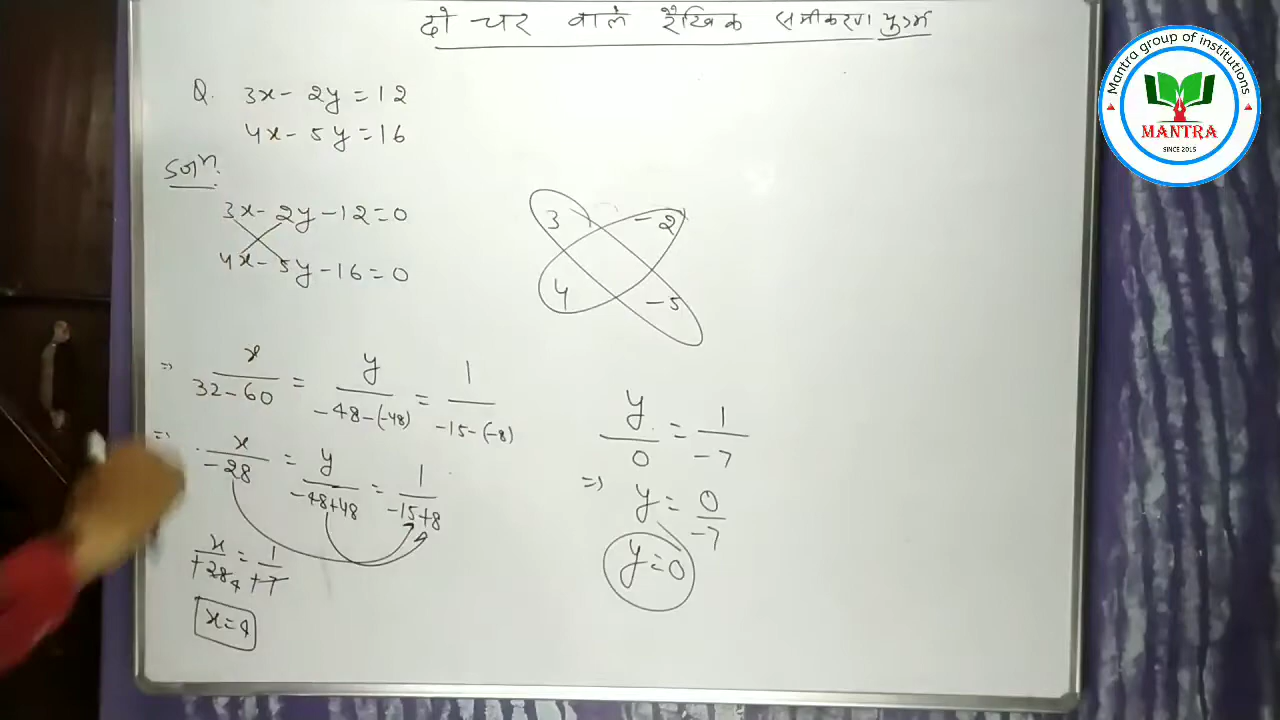 दो चर वाले रैखिक समीकरण युग्म
Q. 3x - 2y = 12
4x - 5y = 16
Solⁿ.
3x - 2y - 12 = 0
4x - 5y - 16 = 0
3 -2
4 -5
=> x/(32-60) = y/(-48-(-48)) = 1/(-15-(-8))
=> x/(-28) = y/(-48+48) = 1/(-15+8)
x/(+28) 4 = 1/(+7)
x = 4
y/0 = 1/(-7)
=> y = 0/(-7)
y = 0
Mantra group of institutions
MANTRA
SINCE 2015